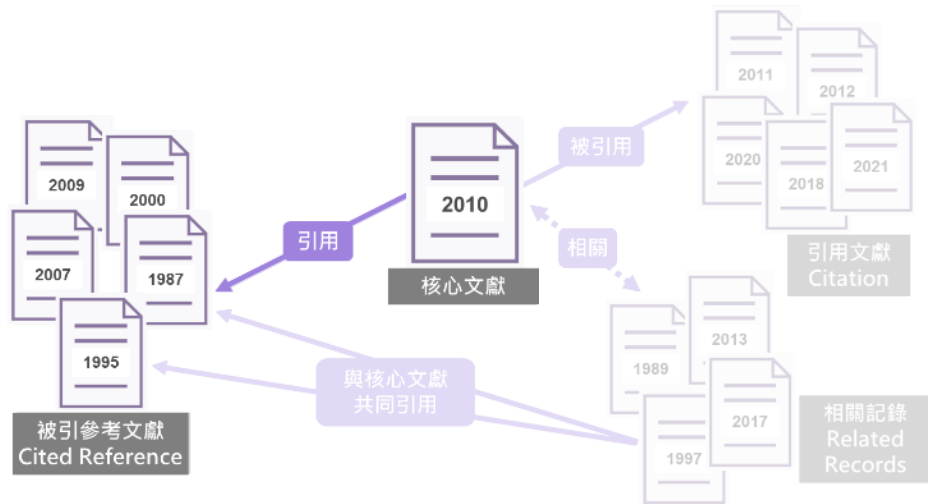 2009
2000
2007
1987
1995
被引參考文獻
Cited Reference
引用
2010
核心文獻
被引用
相關
與核心文獻
共同引用
2011
2012
2020
2018
2021
引用文獻
Citation
1989
2013
1997
2017
相關記錄
Related
Records